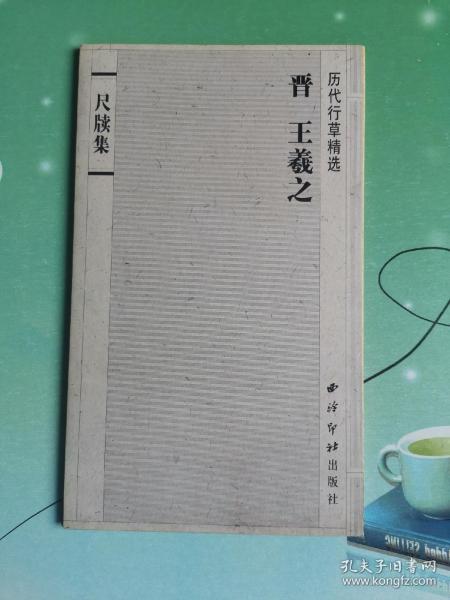 历代行草精选
晋 王羲之
尺牍集
西泠印社出版社
孔夫子旧书网
www.kongfz.com